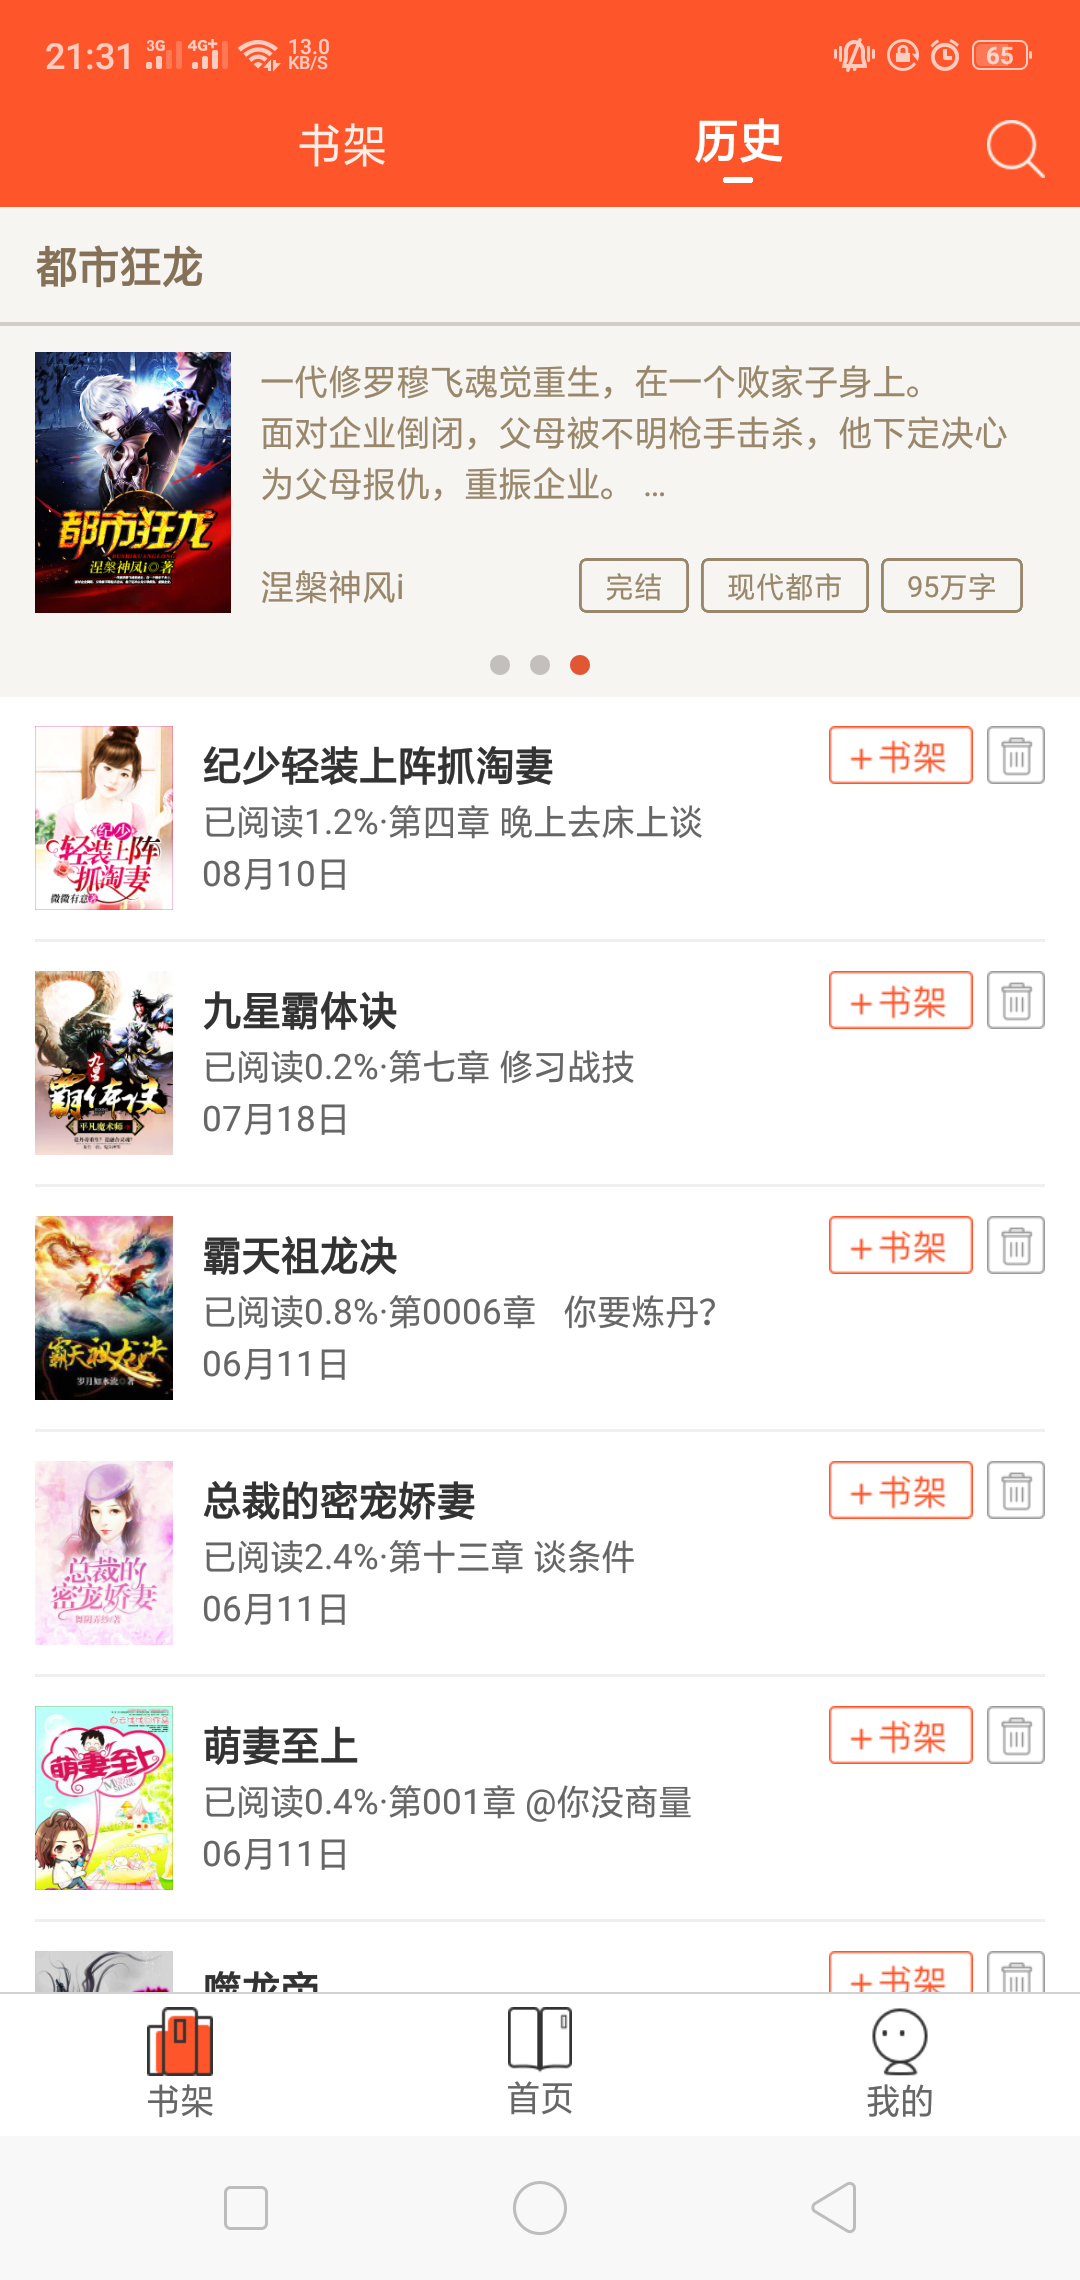 21:31 3G 4G+ 13.0 KB/S 65
书架 历史
都市狂龙
一代修罗穆飞魂觉重生，在一个败家子身上。
面对企业倒闭，父母被不明枪手击杀，他下定决心
为父母报仇，重振企业。 ...
都市狂龙
DUSHIKUANGLONG
涅槃神凤i◎著
涅槃神风i 完结 现代都市 95万字
纪少轻装上阵抓淘妻 +书架
已阅读1.2%·第四章 晚上去床上谈
08月10日
纪少
轻装上阵
抓淘妻
微微有意著
九星霸体诀 +书架
已阅读0.2%·第七章 修习战技
07月18日
九星
霸体诀
平凡魔术师
霸天祖龙决 +书架
已阅读0.8%·第0006章 你要炼丹？
06月11日
霸天祖龙决
总裁的密宠娇妻 +书架
已阅读2.4%·第十三章 谈条件
06月11日
总裁的
密宠娇妻
萌妻至上 +书架
已阅读0.4%·第001章 @你没商量
06月11日
萌妻至上
噬龙帝 +书架
书架 首页 我的